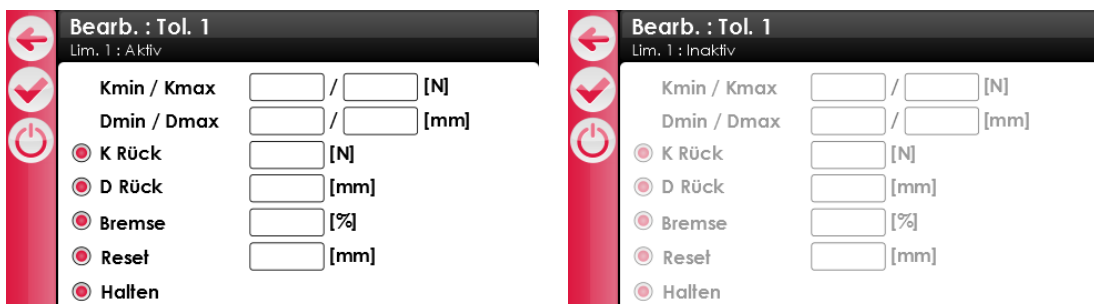 Bearb. : Tol. 1
Lim. 1 : Aktiv
Kmin / Kmax / [N]
Dmin / Dmax / [mm]
K Rück [N]
D Rück [mm]
Bremse [%]
Reset [mm]
Halten
Bearb. : Tol. 1
Lim. 1 : Inaktiv
Kmin / Kmax / [N]
Dmin / Dmax / [mm]
K Rück [N]
D Rück [mm]
Bremse [%]
Reset [mm]
Halten